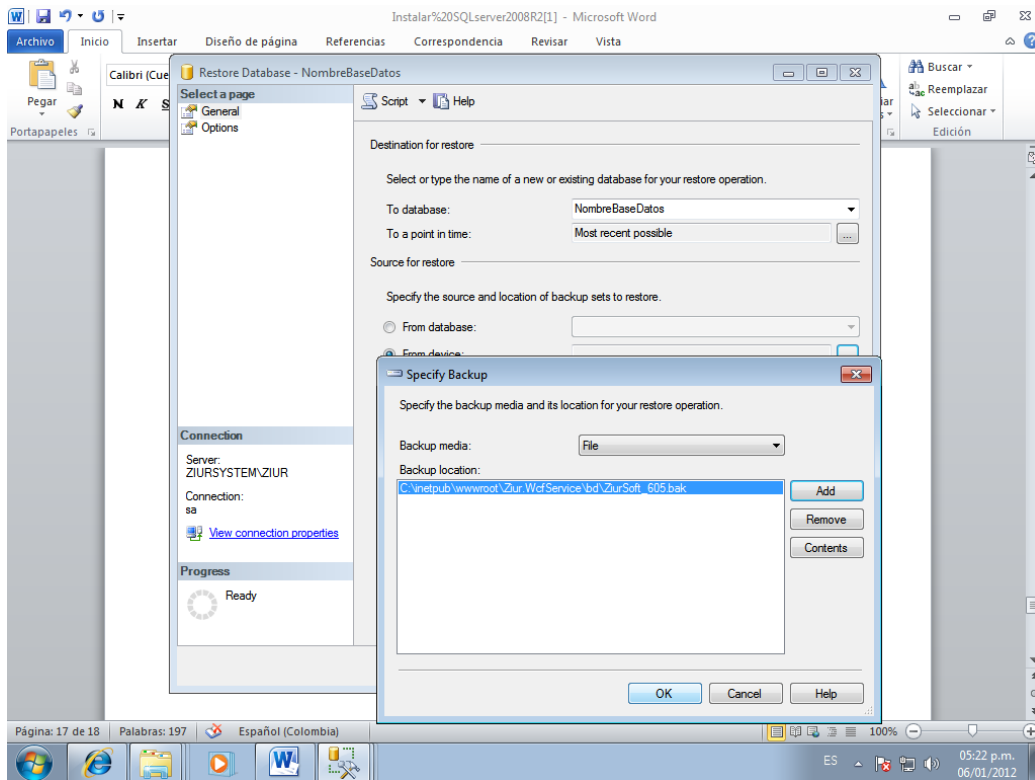 Instalar%20SQLserver2008R2[1] - Microsoft Word
Archivo Inicio Insertar Diseño de página Referencias Correspondencia Revisar Vista
Pegar
Portapapeles
Calibri (Cue
N K S
Buscar
Reemplazar
Seleccionar
Edición
Restore Database - NombreBaseDatos
Select a page
General
Options
Script Help
Destination for restore
Select or type the name of a new or existing database for your restore operation.
To database: NombreBaseDatos
To a point in time: Most recent possible ...
Source for restore
Specify the source and location of backup sets to restore.
From database:
From device:
Connection
Server:
ZIURSYSTEM\ZIUR
Connection:
sa
View connection properties
Progress
Ready
Specify Backup
Specify the backup media and its location for your restore operation.
Backup media: File
Backup location:
C:\inetpub\wwwroot\Ziur.WcfService\bd\ZiurSoft_605.bak
Add
Remove
Contents
OK Cancel Help
Página: 17 de 18 Palabras: 197 Español (Colombia) 100%
ES 05:22 p.m.
06/01/2012